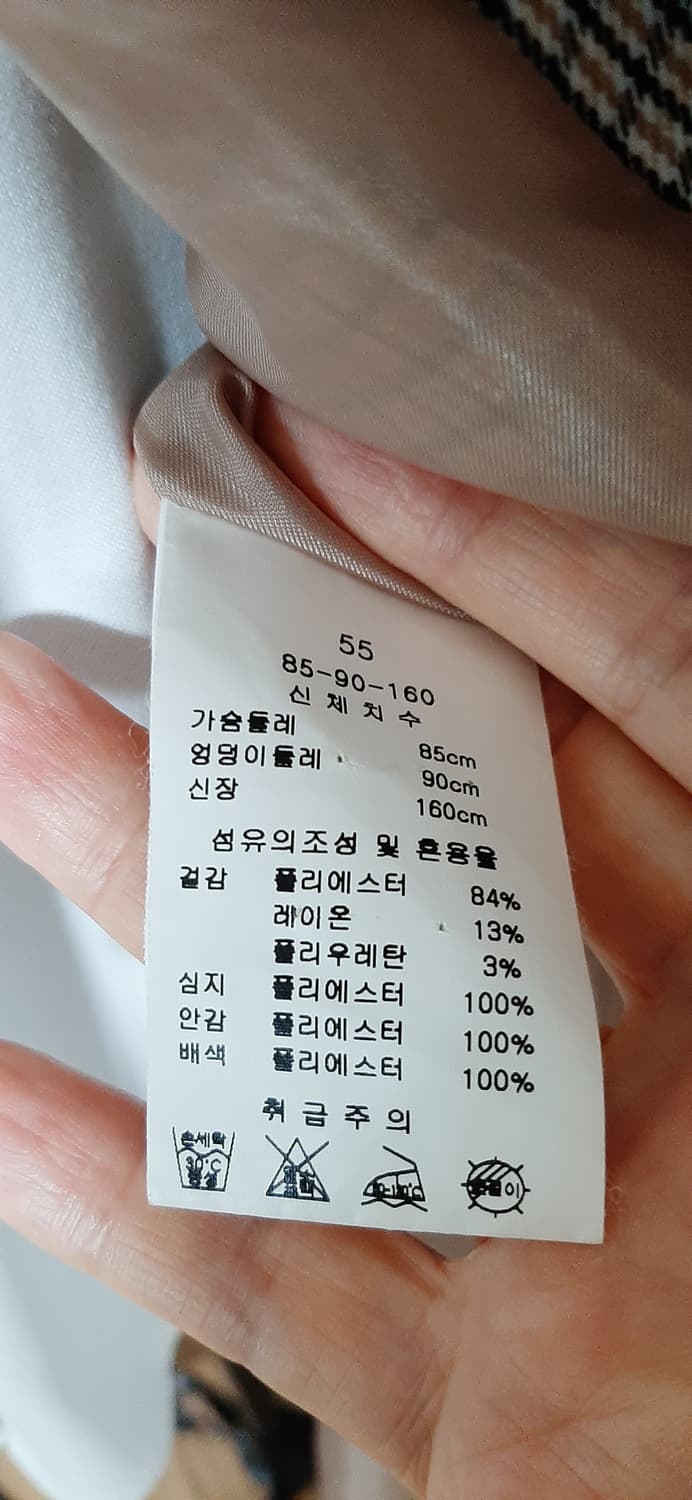 55
85-90-160
신체치수
가슴둘레 85cm
엉덩이둘레 90cm
신장 160cm
섬유의조성 및 혼용율
겉감 폴리에스터 84%
레이온 13%
폴리우레탄 3%
심지 폴리에스터 100%
안감 폴리에스터 100%
배색 폴리에스터 100%
취급주의
손세탁
30°C
중성